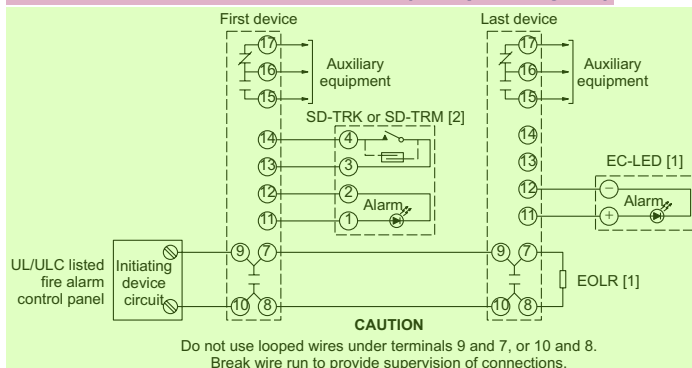 First device
Last device
17
16
15
Auxiliary
equipment
17
16
15
Auxiliary
equipment
SD-TRK or SD-TRM [2]
14
13
12
11
4
3
2
1
Alarm
14
13
12
11
EC-LED [1]
−
+
Alarm
UL/ULC listed
fire alarm
control panel
Initiating
device
circuit
9
7
10
8
9
7
10
8
EOLR [1]
CAUTION
Do not use looped wires under terminals 9 and 7, or 10 and 8.
Break wire run to provide supervision of connections.